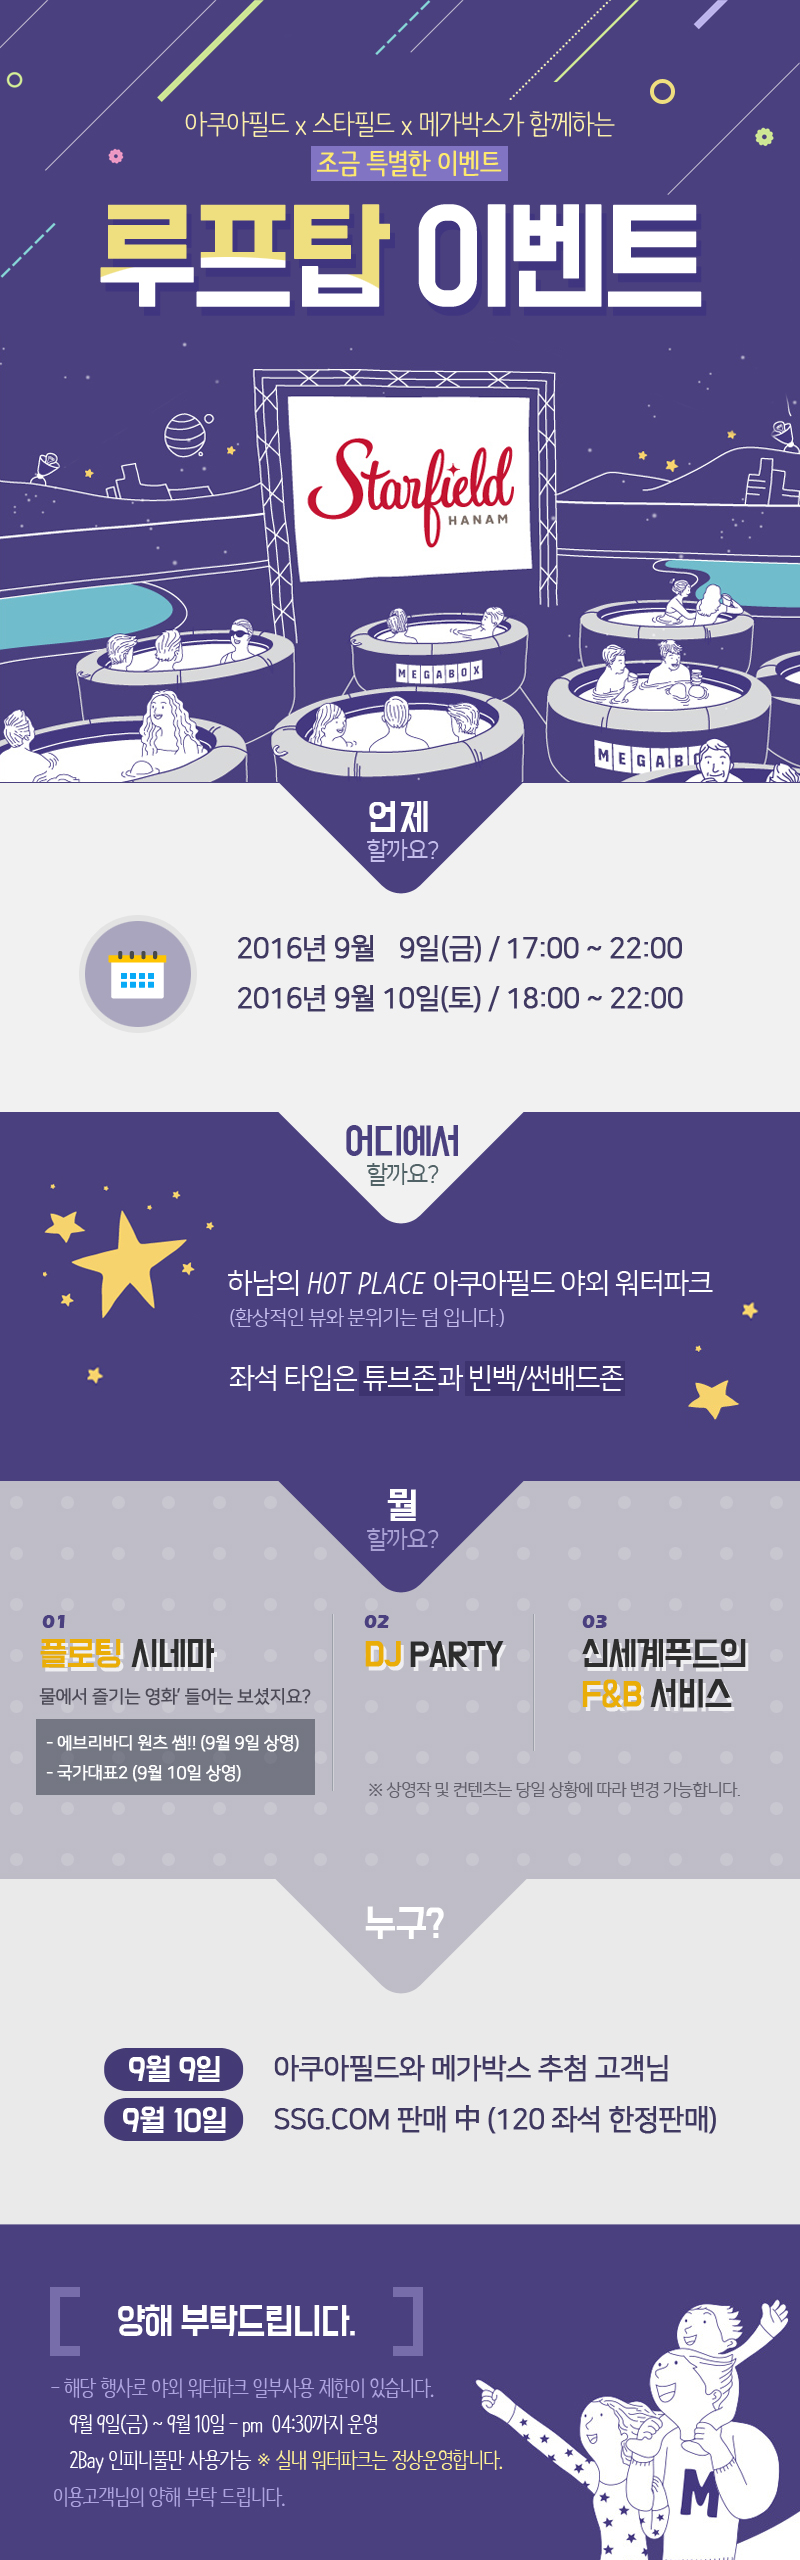 아쿠아필드 x 스타필드 x 메가박스가 함께하는
조금 특별한 이벤트
루프탑 이벤트
Starfield
HANAM
MEGABOX
MEGABO
언제
할까요?
2016년 9월 9일(금) / 17:00 ~ 22:00
2016년 9월 10일(토) / 18:00 ~ 22:00
어디에서
할까요?
하남의 HOT PLACE 아쿠아필드 야외 워터파크
(환상적인 뷰와 분위기는 덤 입니다.)
좌석 타입은 튜브존과 빈백/썬배드존
뭘
할까요?
01
플로팅 시네마
물에서 즐기는 영화’ 들어는 보셨지요?
- 에브리바디 원츠 썸!! (9월 9일 상영)
- 국가대표2 (9월 10일 상영)
02
DJ PARTY
03
신세계푸드의
F&B 서비스
※ 상영작 및 컨텐츠는 당일 상황에 따라 변경 가능합니다.
누구?
9월 9일 아쿠아필드와 메가박스 추첨 고객님
9월 10일 SSG.COM 판매 中 (120 좌석 한정판매)
양해 부탁드립니다.
- 해당 행사로 야외 워터파크 일부사용 제한이 있습니다.
9월 9일(금) ~ 9월 10일 - pm 04:30까지 운영
2Bay 인피니풀만 사용가능 ※ 실내 워터파크는 정상운영합니다.
이용고객님의 양해 부탁 드립니다.
M